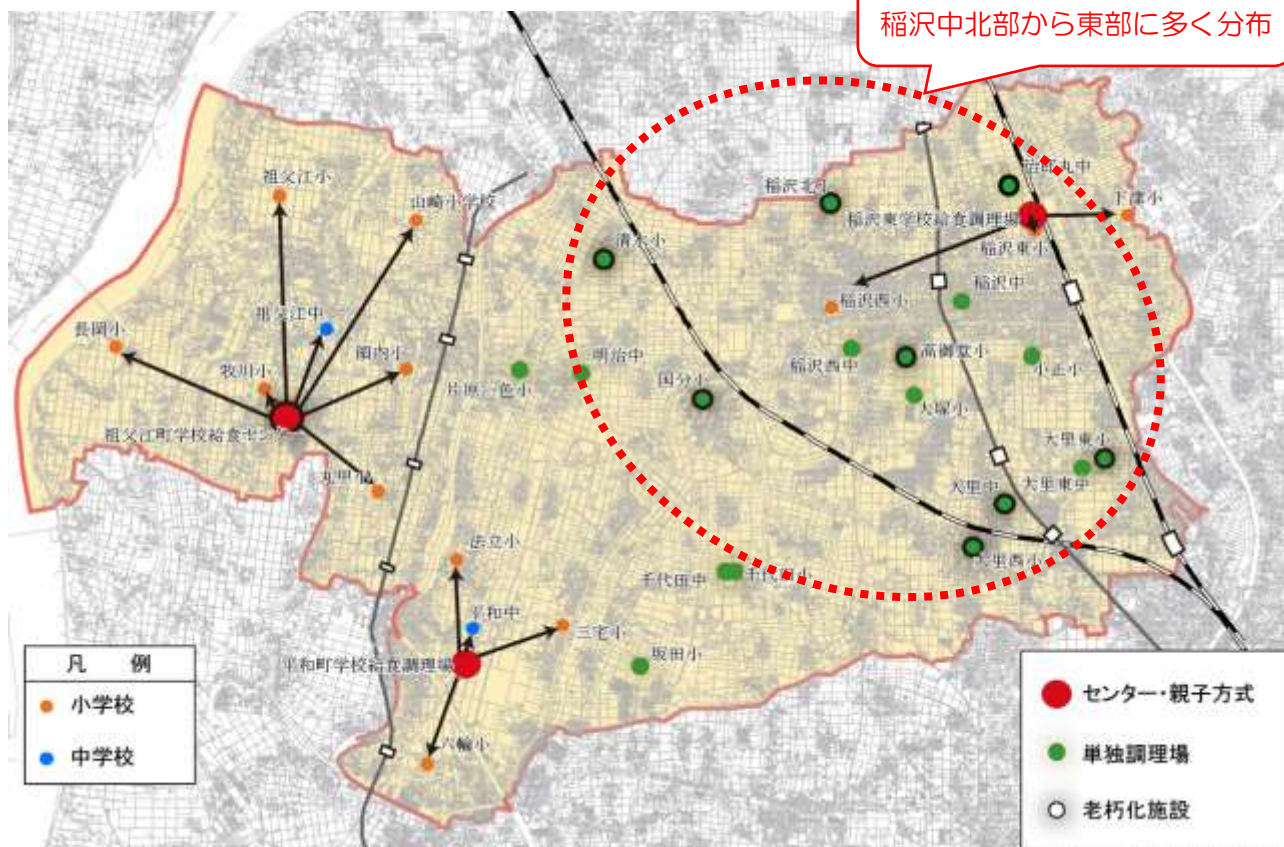 稲沢中北部から東部に多く分布
祖父江小
山崎小学校
治郎丸中
稲沢北小
下津小
稲沢東学校給食調理場
清水小
稲沢東小
稲沢西小
稲沢中
祖父江中
長岡小
領内小
牧川小
明治中
片原一色小
稲沢西中
高御堂小
小正小
国分小
大塚小
祖父江町学校給食センター
大里東小
丸甲小
大里東中
大里中
法立小
大里西小
千代田中
千代田小
平和中
三宅小
坂田小
平和町学校給食調理場
六輪小
凡 例
小学校
中学校
センター・親子方式
単独調理場
老朽化施設